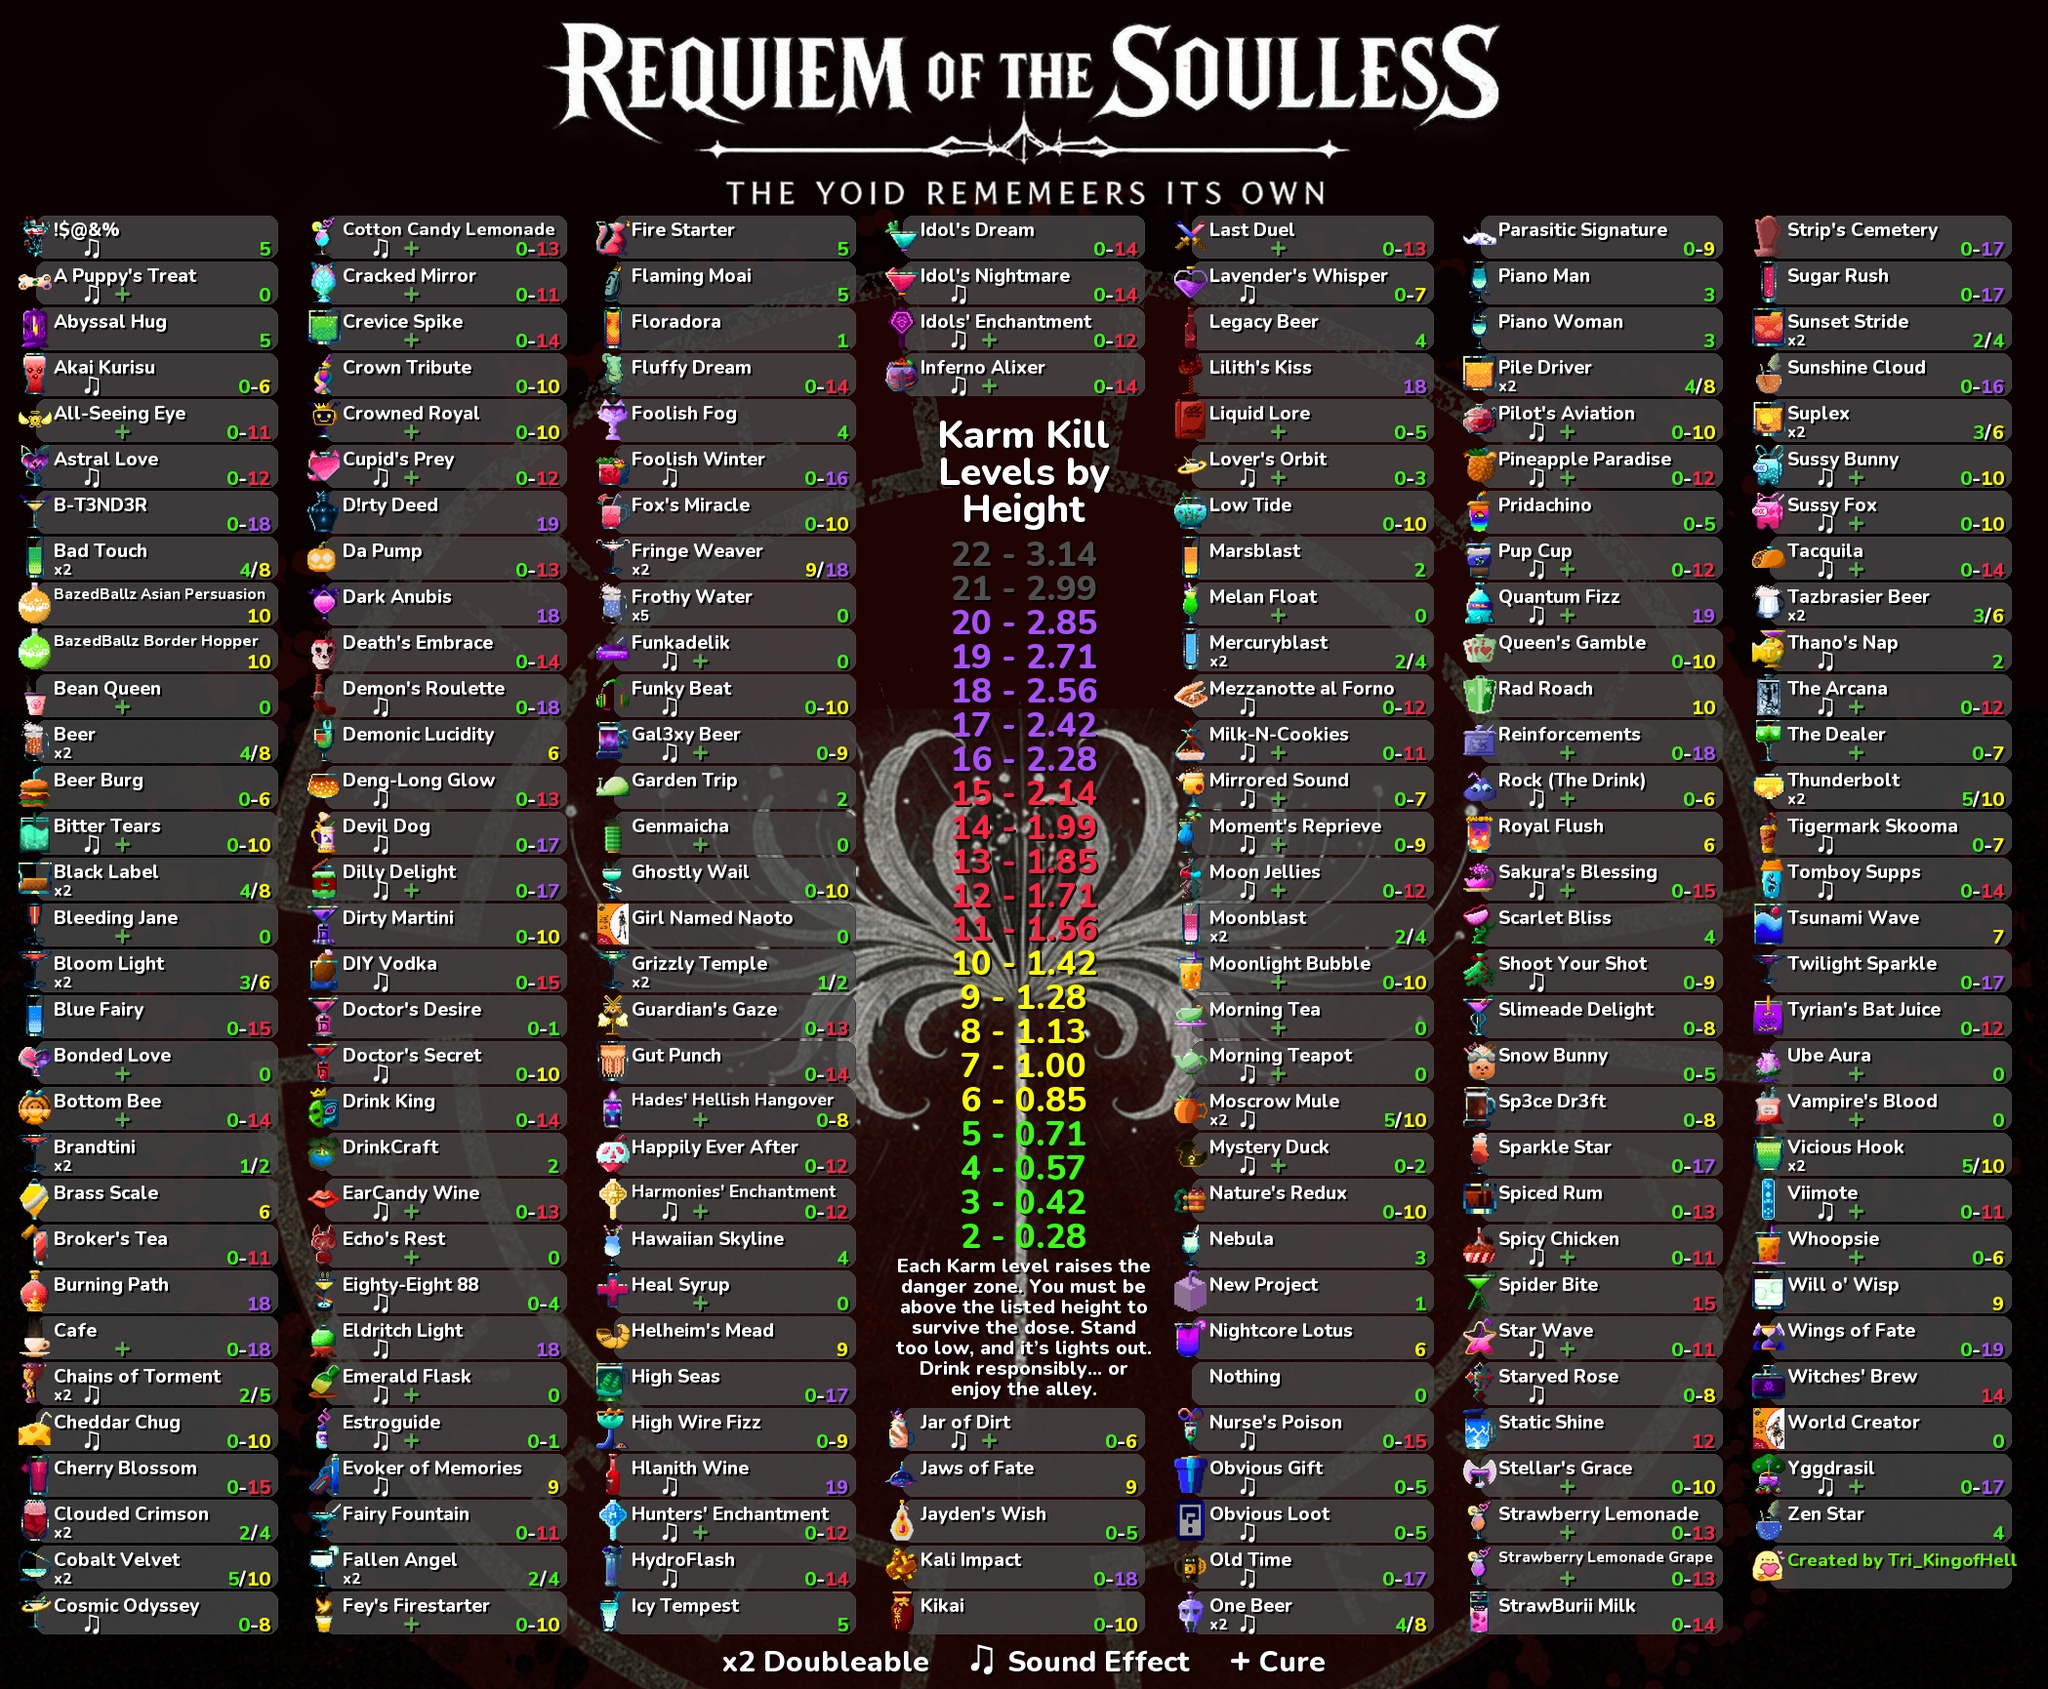 REQUIEM OF THE SOULLESS
THE YOID REMEMEERS ITS OWN
!$@&%
♫ 5
A Puppy's Treat
♫ + 0
Abyssal Hug
5
Akai Kurisu
♫ 0-6
All-Seeing Eye
+ 0-11
Astral Love
♫ 0-12
B-T3ND3R
0-18
Bad Touch
x2 4/8
BazedBallz Asian Persuasion
10
BazedBallz Border Hopper
10
Bean Queen
+ 0
Beer
x2 4/8
Beer Burg
0-6
Bitter Tears
♫ + 0-10
Black Label
x2 4/8
Bleeding Jane
+ 0
Bloom Light
x2 3/6
Blue Fairy
0-15
Bonded Love
+ 0
Bottom Bee
+ 0-14
Brandtini
x2 1/2
Brass Scale
6
Broker's Tea
0-11
Burning Path
18
Cafe
+ 0-18
Chains of Torment
x2 ♫ 2/5
Cheddar Chug
♫ 0-10
Cherry Blossom
0-15
Clouded Crimson
x2 2/4
Cobalt Velvet
x2 5/10
Cosmic Odyssey
♫ 0-8
Cotton Candy Lemonade
♫ + 0-13
Cracked Mirror
+ 0-11
Crevice Spike
+ 0-14
Crown Tribute
0-10
Crowned Royal
+ 0-10
Cupid's Prey
♫ + 0-12
D!rty Deed
19
Da Pump
0-13
Dark Anubis
18
Death's Embrace
0-14
Demon's Roulette
♫ 0-18
Demonic Lucidity
6
Deng-Long Glow
♫ 0-13
Devil Dog
♫ 0-17
Dilly Delight
♫ + 0-17
Dirty Martini
0-10
DIY Vodka
♫ 0-15
Doctor's Desire
0-1
Doctor's Secret
♫ 0-10
Drink King
0-14
DrinkCraft
2
EarCandy Wine
♫ + 0-13
Echo's Rest
+ 0
Eighty-Eight 88
♫ 0-4
Eldritch Light
♫ 18
Emerald Flask
♫ + 0
Estroguide
♫ + 0-1
Evoker of Memories
♫ 9
Fairy Fountain
0-11
Fallen Angel
x2 2/4
Fey's Firestarter
+ 0-10
Fire Starter
5
Flaming Moai
5
Floradora
1
Fluffy Dream
0-14
Foolish Fog
4
Foolish Winter
♫ 0-16
Fox's Miracle
0-10
Fringe Weaver
x2 9/18
Frothy Water
x5 0
Funkadelik
♫ + 0
Funky Beat
♫ 0-10
Gal3xy Beer
♫ + 0-9
Garden Trip
2
Genmaicha
+ 0
Ghostly Wail
0-10
Girl Named Naoto
0
Grizzly Temple
x2 1/2
Guardian's Gaze
0-13
Gut Punch
0-14
Hades' Hellish Hangover
+ 0-8
Happily Ever After
0-12
Harmonies' Enchantment
♫ + 0-12
Hawaiian Skyline
4
Heal Syrup
+ 0
Helheim's Mead
9
High Seas
0-17
High Wire Fizz
0-9
Hlanith Wine
19
Hunters' Enchantment
♫ + 0-12
HydroFlash
♫ 0-14
Icy Tempest
5
Idol's Dream
0-14
Idol's Nightmare
♫ 0-14
Idols' Enchantment
♫ + 0-12
Inferno Alixer
♫ + 0-14
Karm Kill
Levels by
Height
22 - 3.14
21 - 2.99
20 - 2.85
19 - 2.71
18 - 2.56
17 - 2.42
16 - 2.28
15 - 2.14
14 - 1.99
13 - 1.85
12 - 1.71
11 - 1.56
10 - 1.42
9 - 1.28
8 - 1.13
7 - 1.00
6 - 0.85
5 - 0.71
4 - 0.57
3 - 0.42
2 - 0.28
Each Karm level raises the
danger zone. You must be
above the listed height to
survive the dose. Stand
too low, and it's lights out.
Drink responsibly... or
enjoy the alley.
Jar of Dirt
♫ + 0-6
Jaws of Fate
9
Jayden's Wish
0-5
Kali Impact
0-18
Kikai
0-10
Last Duel
+ 0-13
Lavender's Whisper
♫ 0-7
Legacy Beer
4
Lilith's Kiss
18
Liquid Lore
+ 0-5
Lover's Orbit
♫ + 0-3
Low Tide
0-10
Marsblast
2
Melan Float
+ 0
Mercuryblast
x2 2/4
Mezzanotte al Forno
♫ 0-12
Milk-N-Cookies
♫ + 0-11
Mirrored Sound
♫ + 0-7
Moment's Reprieve
♫ + 0-9
Moon Jellies
♫ + 0-12
Moonblast
x2 2/4
Moonlight Bubble
+ 0-10
Morning Tea
+ 0
Morning Teapot
♫ + 0
Moscrow Mule
x2 ♫ 5/10
Mystery Duck
♫ + 0-2
Nature's Redux
0-10
Nebula
3
New Project
1
Nightcore Lotus
6
Nothing
0
Nurse's Poison
♫ 0-15
Obvious Gift
♫ 0-5
Obvious Loot
♫ 0-5
Old Time
♫ 0-17
One Beer
x2 ♫ 4/8
Parasitic Signature
0-9
Piano Man
3
Piano Woman
3
Pile Driver
x2 4/8
Pilot's Aviation
♫ + 0-10
Pineapple Paradise
♫ + 0-12
Pridachino
0-5
Pup Cup
♫ + 0-12
Quantum Fizz
♫ + 19
Queen's Gamble
0-10
Rad Roach
10
Reinforcements
+ 0-18
Rock (The Drink)
♫ + 0-6
Royal Flush
6
Sakura's Blessing
♫ + 0-15
Scarlet Bliss
4
Shoot Your Shot
♫ 0-9
Slimeade Delight
0-8
Snow Bunny
0-5
Sp3ce Dr3ft
0-8
Sparkle Star
0-17
Spiced Rum
0-13
Spicy Chicken
♫ + 0-11
Spider Bite
15
Star Wave
♫ + 0-11
Starved Rose
♫ 0-8
Static Shine
12
Stellar's Grace
+ 0-10
Strawberry Lemonade
+ 0-13
Strawberry Lemonade Grape
+ 0-13
StrawBurii Milk
0-14
Strip's Cemetery
0-17
Sugar Rush
0-17
Sunset Stride
x2 2/4
Sunshine Cloud
0-16
Suplex
x2 3/6
Sussy Bunny
♫ + 0-10
Sussy Fox
♫ + 0-10
Tacquila
♫ + 0-14
Tazbrasier Beer
x2 3/6
Thano's Nap
♫ 2
The Arcana
♫ + 0-12
The Dealer
+ 0-7
Thunderbolt
x2 5/10
Tigermark Skooma
♫ 0-7
Tomboy Supps
♫ 0-14
Tsunami Wave
7
Twilight Sparkle
0-17
Tyrian's Bat Juice
0-12
Ube Aura
+ 0
Vampire's Blood
+ 0
Vicious Hook
x2 5/10
Viimote
♫ + 0-11
Whoopsie
+ 0-6
Will o' Wisp
9
Wings of Fate
0-19
Witches' Brew
14
World Creator
0
Yggdrasil
♫ + 0-17
Zen Star
4
Created by Tri_KingofHell
x2 Doubleable ♫ Sound Effect + Cure